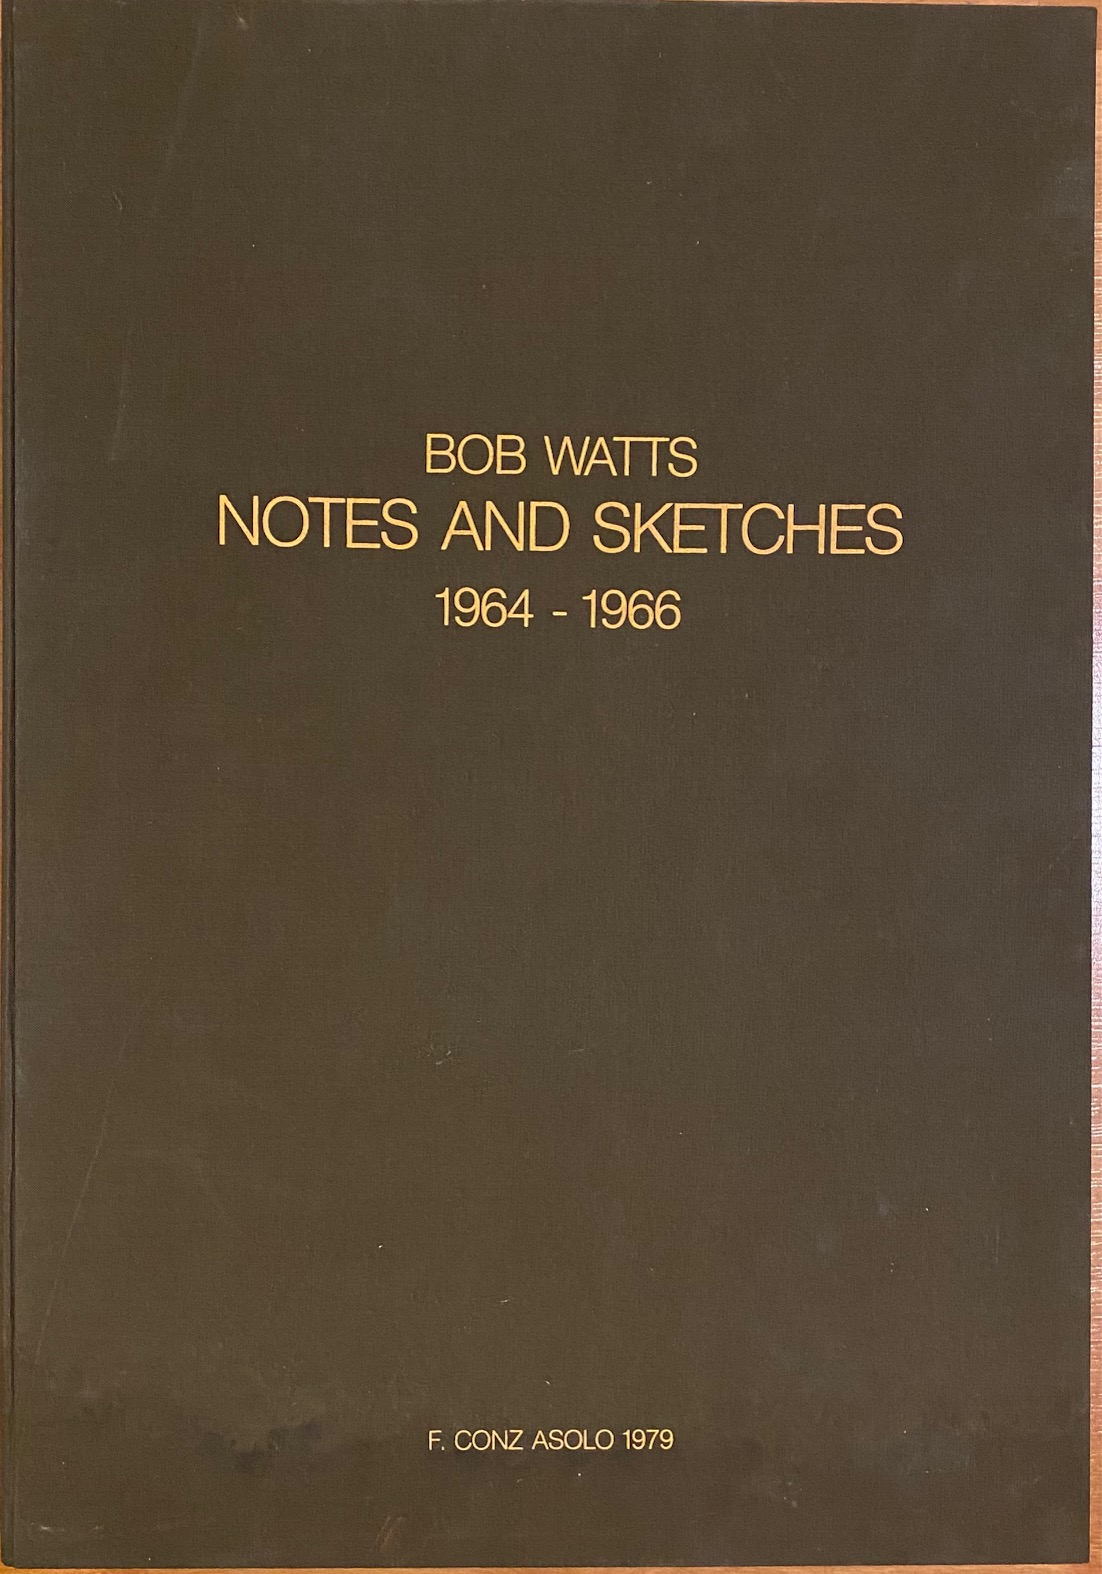 BOB WATTS
NOTES AND SKETCHES
1964 - 1966
F. CONZ ASOLO 1979